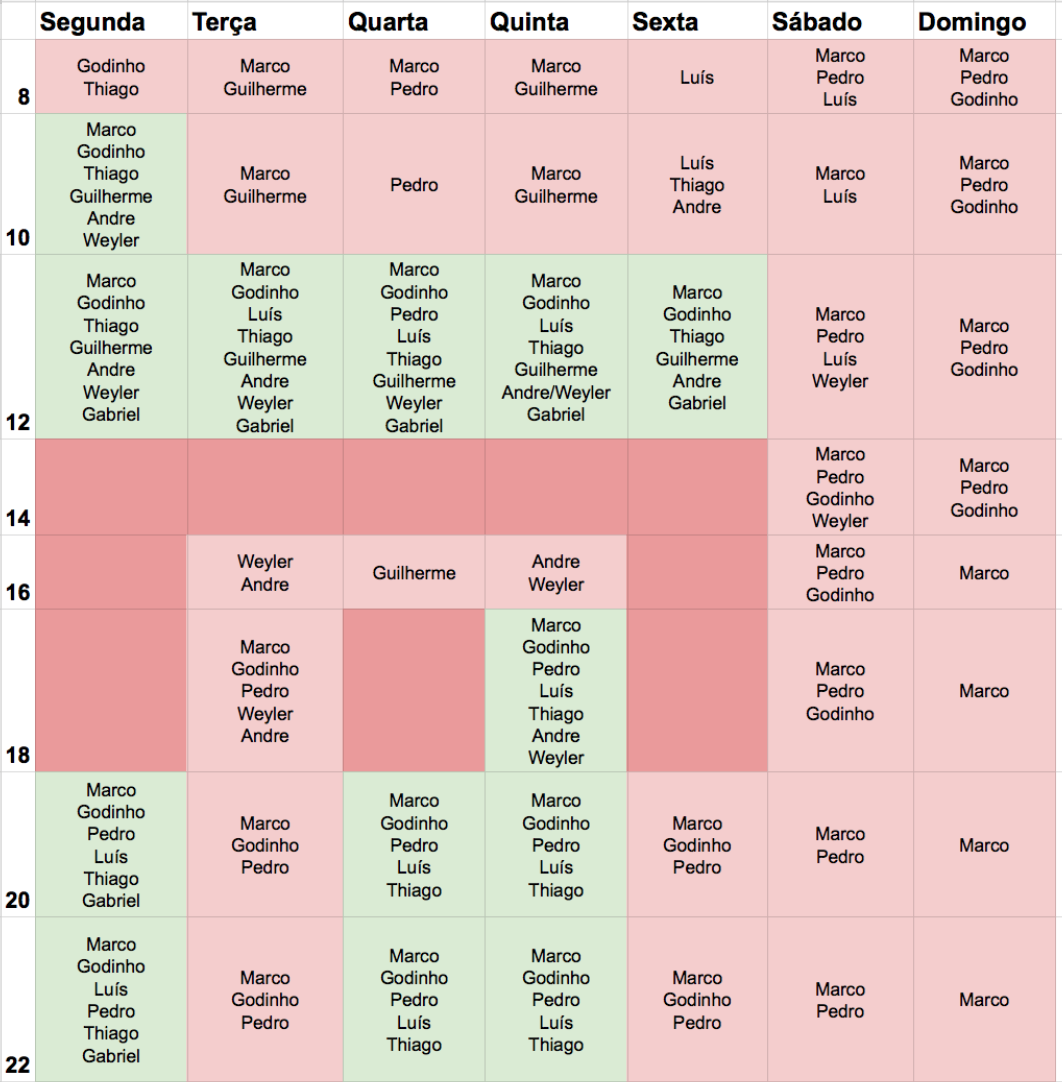 Segunda Terça Quarta Quinta Sexta Sábado Domingo
8
Godinho
Thiago
Marco
Guilherme
Marco
Pedro
Marco
Guilherme
Luís
Marco
Pedro
Luís
Marco
Pedro
Godinho
10
Marco
Godinho
Thiago
Guilherme
Andre
Weyler
Marco
Guilherme
Pedro
Marco
Guilherme
Luís
Thiago
Andre
Marco
Luís
Marco
Pedro
Godinho
12
Marco
Godinho
Thiago
Guilherme
Andre
Weyler
Gabriel
Marco
Godinho
Luís
Thiago
Guilherme
Andre
Weyler
Gabriel
Marco
Godinho
Pedro
Luís
Thiago
Guilherme
Weyler
Gabriel
Marco
Godinho
Luís
Thiago
Guilherme
Andre/Weyler
Gabriel
Marco
Godinho
Thiago
Guilherme
Andre
Gabriel
Marco
Pedro
Luís
Weyler
Marco
Pedro
Godinho
14
Marco
Pedro
Godinho
Weyler
Marco
Pedro
Godinho
16
Weyler
Andre
Guilherme
Andre
Weyler
Marco
Pedro
Godinho
Marco
18
Marco
Godinho
Pedro
Weyler
Andre
Marco
Godinho
Pedro
Luís
Thiago
Andre
Weyler
Marco
Pedro
Godinho
Marco
20
Marco
Godinho
Pedro
Luís
Thiago
Gabriel
Marco
Godinho
Pedro
Marco
Godinho
Pedro
Luís
Thiago
Marco
Godinho
Pedro
Luís
Thiago
Marco
Godinho
Pedro
Marco
Pedro
Marco
22
Marco
Godinho
Luís
Pedro
Thiago
Gabriel
Marco
Godinho
Pedro
Marco
Godinho
Pedro
Luís
Thiago
Marco
Godinho
Pedro
Luís
Thiago
Marco
Godinho
Pedro
Marco
Pedro
Marco